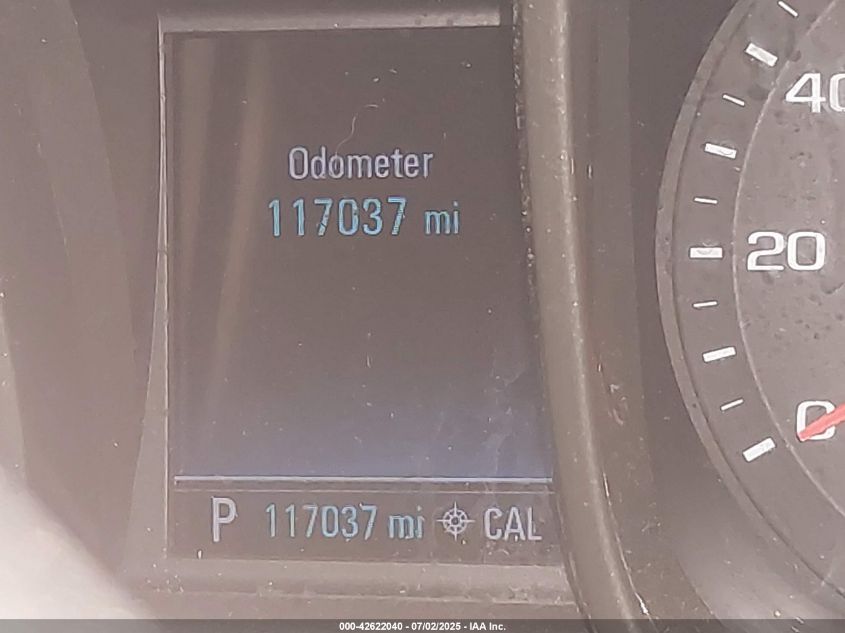 Odometer
117037 mi
P 117037 mi CAL
40
20
0
000-42622040 - 07/02/2025 - IAA Inc.